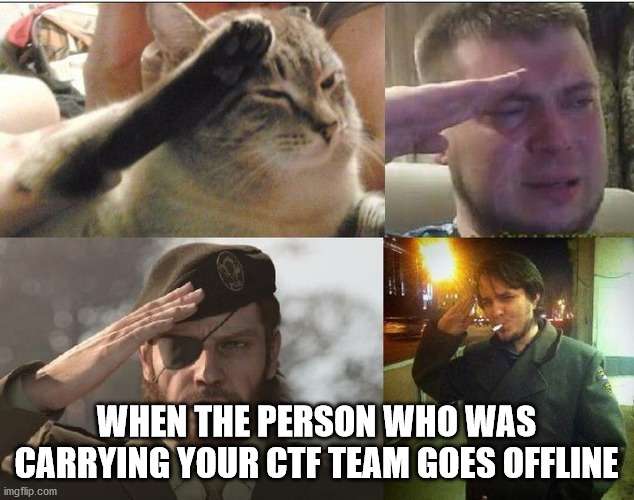 WHEN THE PERSON WHO WAS
CARRYING YOUR CTF TEAM GOES OFFLINE
imgflip.com